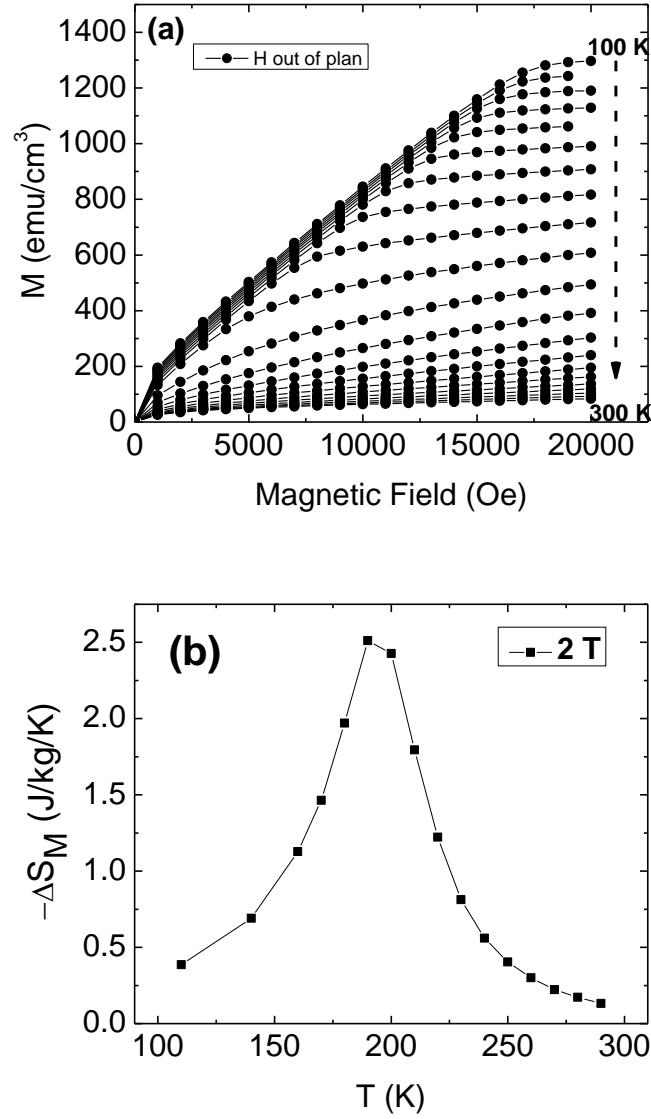 (a)
H out of plan
100 K
300 K
1400
1200
1000
800
600
400
200
0
M (emu/cm³)
0 5000 10000 15000 20000
Magnetic Field (Oe)
(b)
2 T
2.5
2.0
1.5
1.0
0.5
0.0
−ΔS_M (J/kg/K)
100 150 200 250 300
T (K)